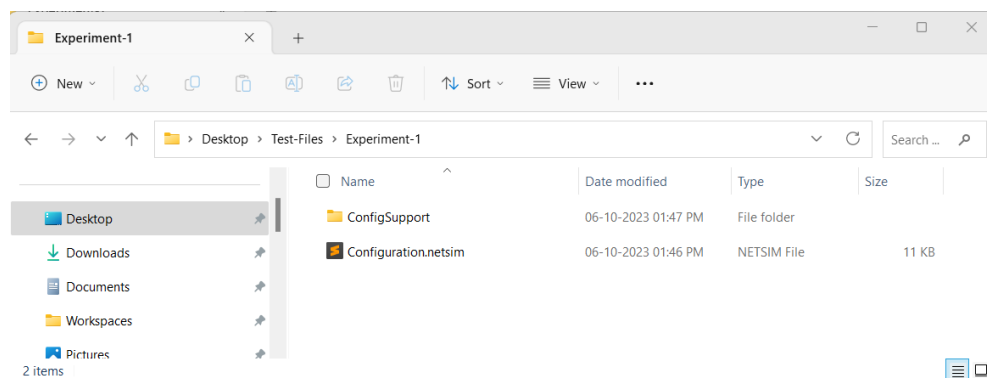 Experiment-1
New
Sort
View
Desktop > Test-Files > Experiment-1
Search ...
Name Date modified Type Size
Desktop
Downloads
Documents
Workspaces
Pictures
ConfigSupport 06-10-2023 01:47 PM File folder
Configuration.netsim 06-10-2023 01:46 PM NETSIM File 11 KB
2 items